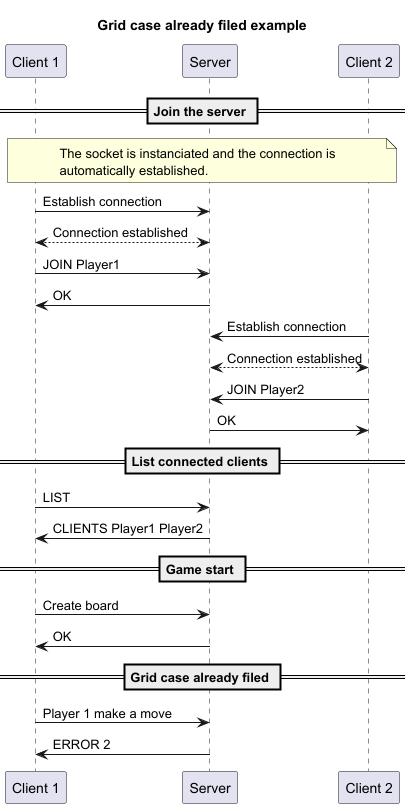 Grid case already filed example
Client 1 Server Client 2
Join the server
The socket is instanciated and the connection is
automatically established.
Establish connection
Connection established
JOIN Player1
OK
Establish connection
Connection established
JOIN Player2
OK
List connected clients
LIST
CLIENTS Player1 Player2
Game start
Create board
OK
Grid case already filed
Player 1 make a move
ERROR 2
Client 1 Server Client 2